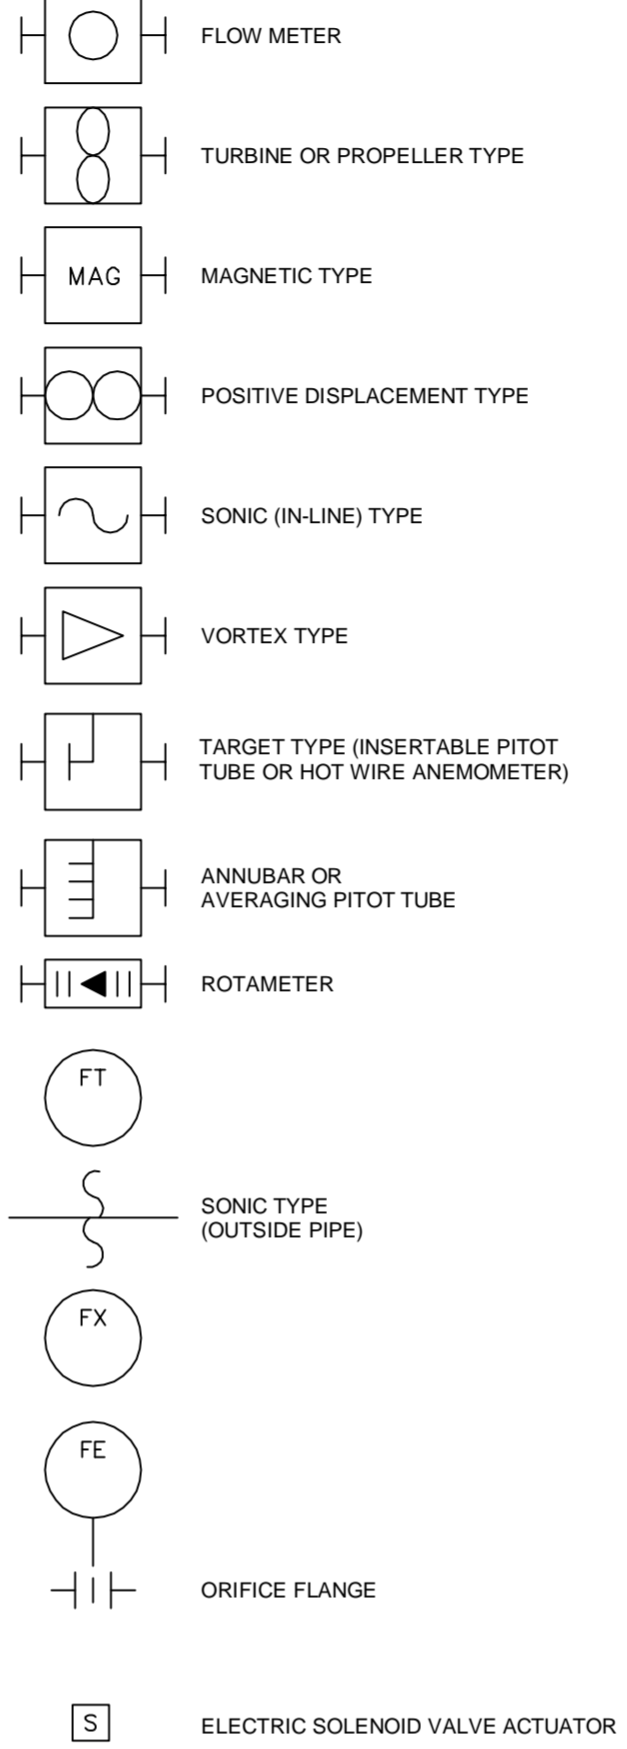 FLOW METER
TURBINE OR PROPELLER TYPE
MAG MAGNETIC TYPE
POSITIVE DISPLACEMENT TYPE
SONIC (IN-LINE) TYPE
VORTEX TYPE
TARGET TYPE (INSERTABLE PITOT
TUBE OR HOT WIRE ANEMOMETER)
ANNUBAR OR
AVERAGING PITOT TUBE
ROTAMETER
FT
SONIC TYPE
(OUTSIDE PIPE)
FX
FE
ORIFICE FLANGE
S ELECTRIC SOLENOID VALVE ACTUATOR